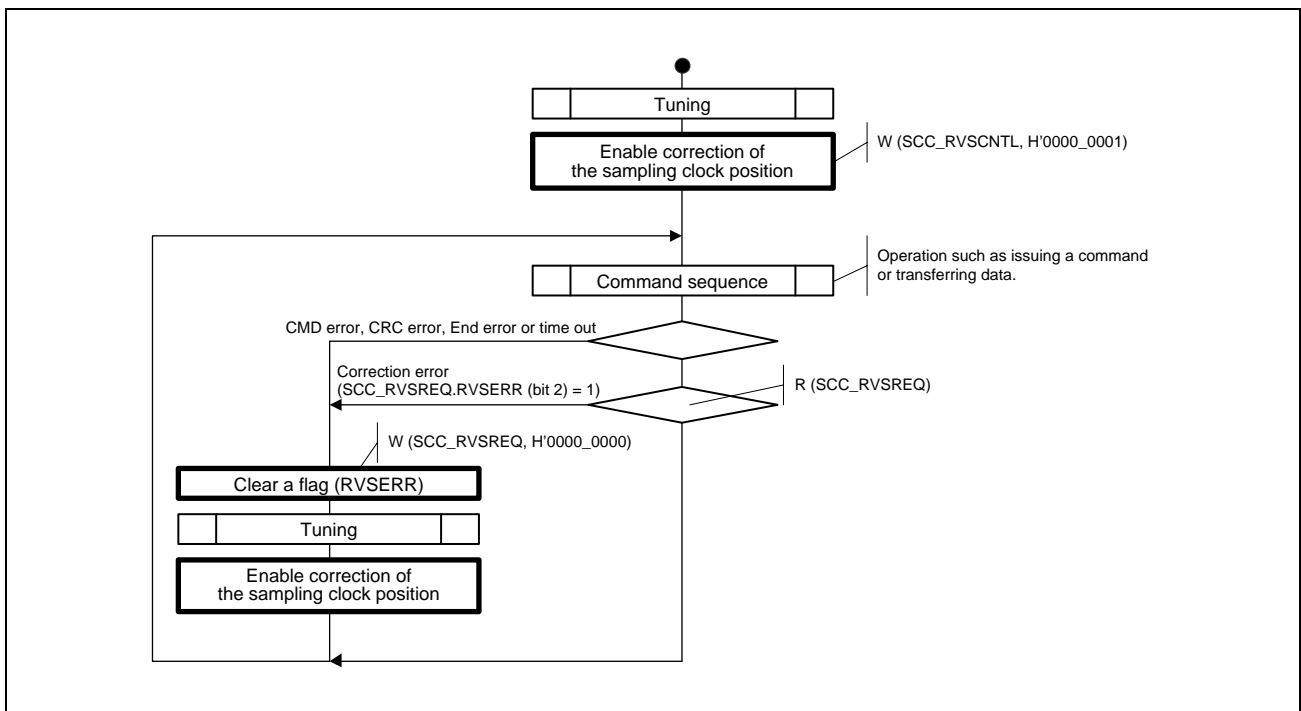 Tuning
Enable correction of
the sampling clock position
W (SCC_RVSCNTL, H'0000_0001)
Command sequence
Operation such as issuing a command
or transferring data.
CMD error, CRC error, End error or time out
Correction error
(SCC_RVSREQ.RVSERR (bit 2) = 1)
R (SCC_RVSREQ)
W (SCC_RVSREQ, H'0000_0000)
Clear a flag (RVSERR)
Tuning
Enable correction of
the sampling clock position